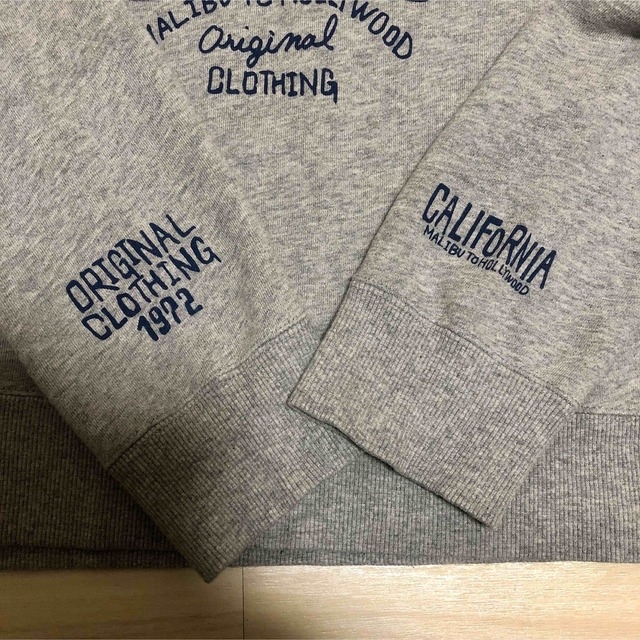 MALIBU TO HOLLYWOOD
Original
CLOTHING
CALIFORNIA
MALIBU TO HOLLYWOOD
ORIGINAL
CLOTHING
1972